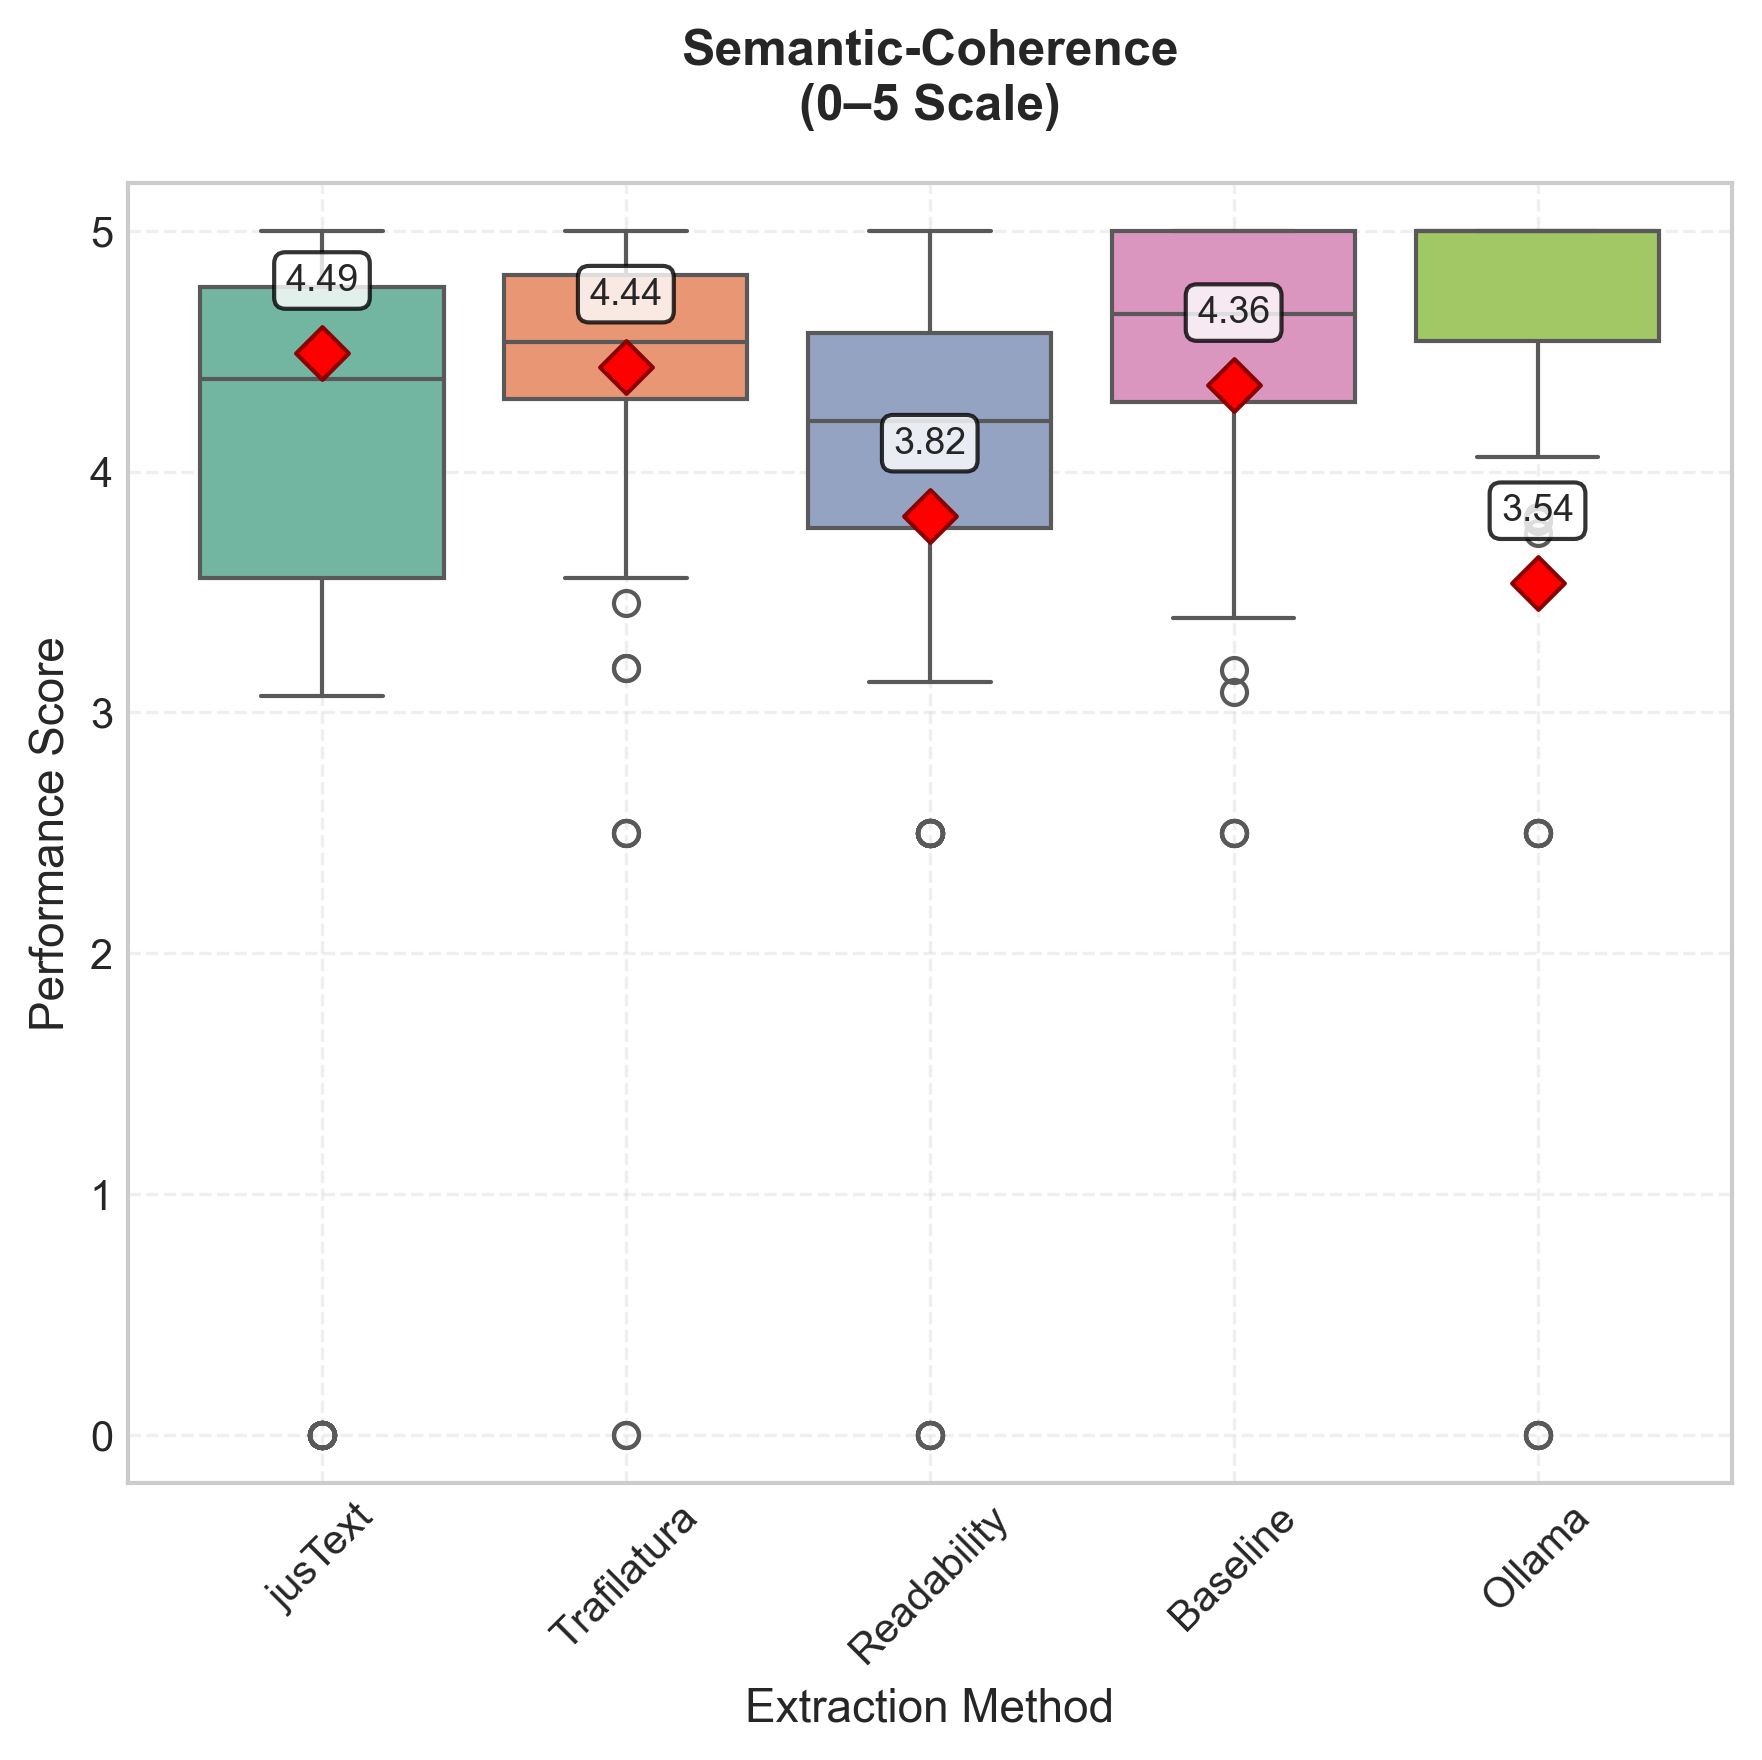 Semantic-Coherence
(0–5 Scale)
Performance Score
5
4
3
2
1
0
4.49
4.44
3.82
4.36
3.54
jusText
Trafilatura
Readability
Baseline
Ollama
Extraction Method